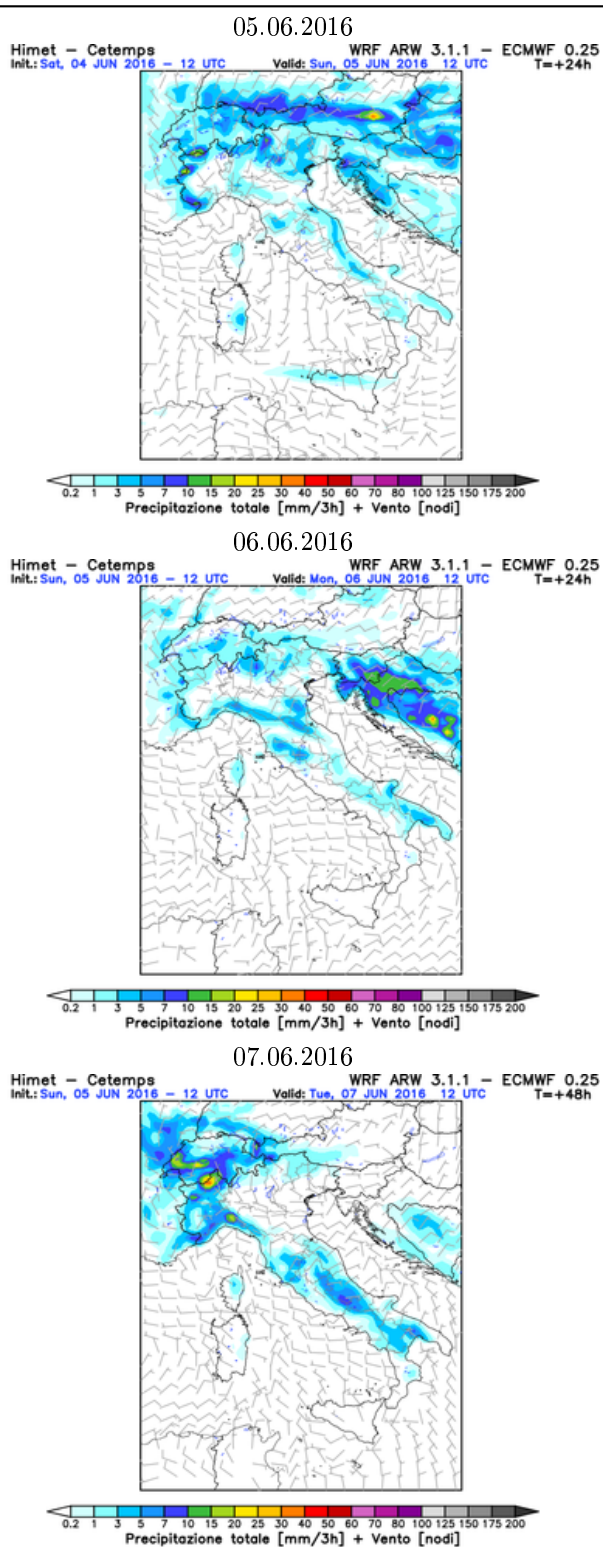 05.06.2016
Himet – Cetemps WRF ARW 3.1.1 – ECMWF 0.25
Init.: Sat, 04 JUN 2016 – 12 UTC Valid: Sun, 05 JUN 2016 12 UTC T=+24h
0.2 1 3 5 7 10 15 20 25 30 40 50 60 70 80 100 125 150 175 200
Precipitazione totale [mm/3h] + Vento [nodi]
06.06.2016
Himet – Cetemps WRF ARW 3.1.1 – ECMWF 0.25
Init.: Sun, 05 JUN 2016 – 12 UTC Valid: Mon, 06 JUN 2016 12 UTC T=+24h
0.2 1 3 5 7 10 15 20 25 30 40 50 60 70 80 100 125 150 175 200
Precipitazione totale [mm/3h] + Vento [nodi]
07.06.2016
Himet – Cetemps WRF ARW 3.1.1 – ECMWF 0.25
Init.: Sun, 05 JUN 2016 – 12 UTC Valid: Tue, 07 JUN 2016 12 UTC T=+48h
0.2 1 3 5 7 10 15 20 25 30 40 50 60 70 80 100 125 150 175 200
Precipitazione totale [mm/3h] + Vento [nodi]